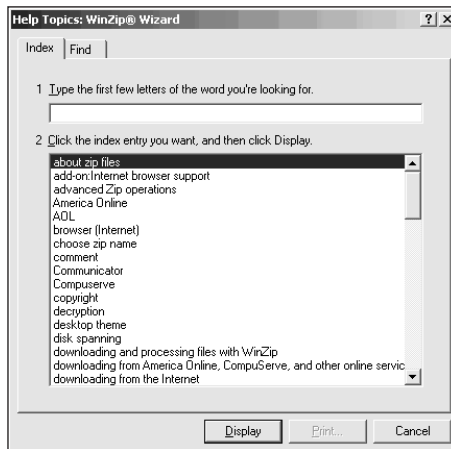 Help Topics: WinZip® Wizard
Index Find
1 Type the first few letters of the word you're looking for.
2 Click the index entry you want, and then click Display.
about zip files
add-on:Internet browser support
advanced Zip operations
America Online
AOL
browser (Internet)
choose zip name
comment
Communicator
Compuserve
copyright
decryption
desktop theme
disk spanning
downloading and processing files with WinZip
downloading from America Online, CompuServe, and other online servic
downloading from the Internet
Display Print... Cancel